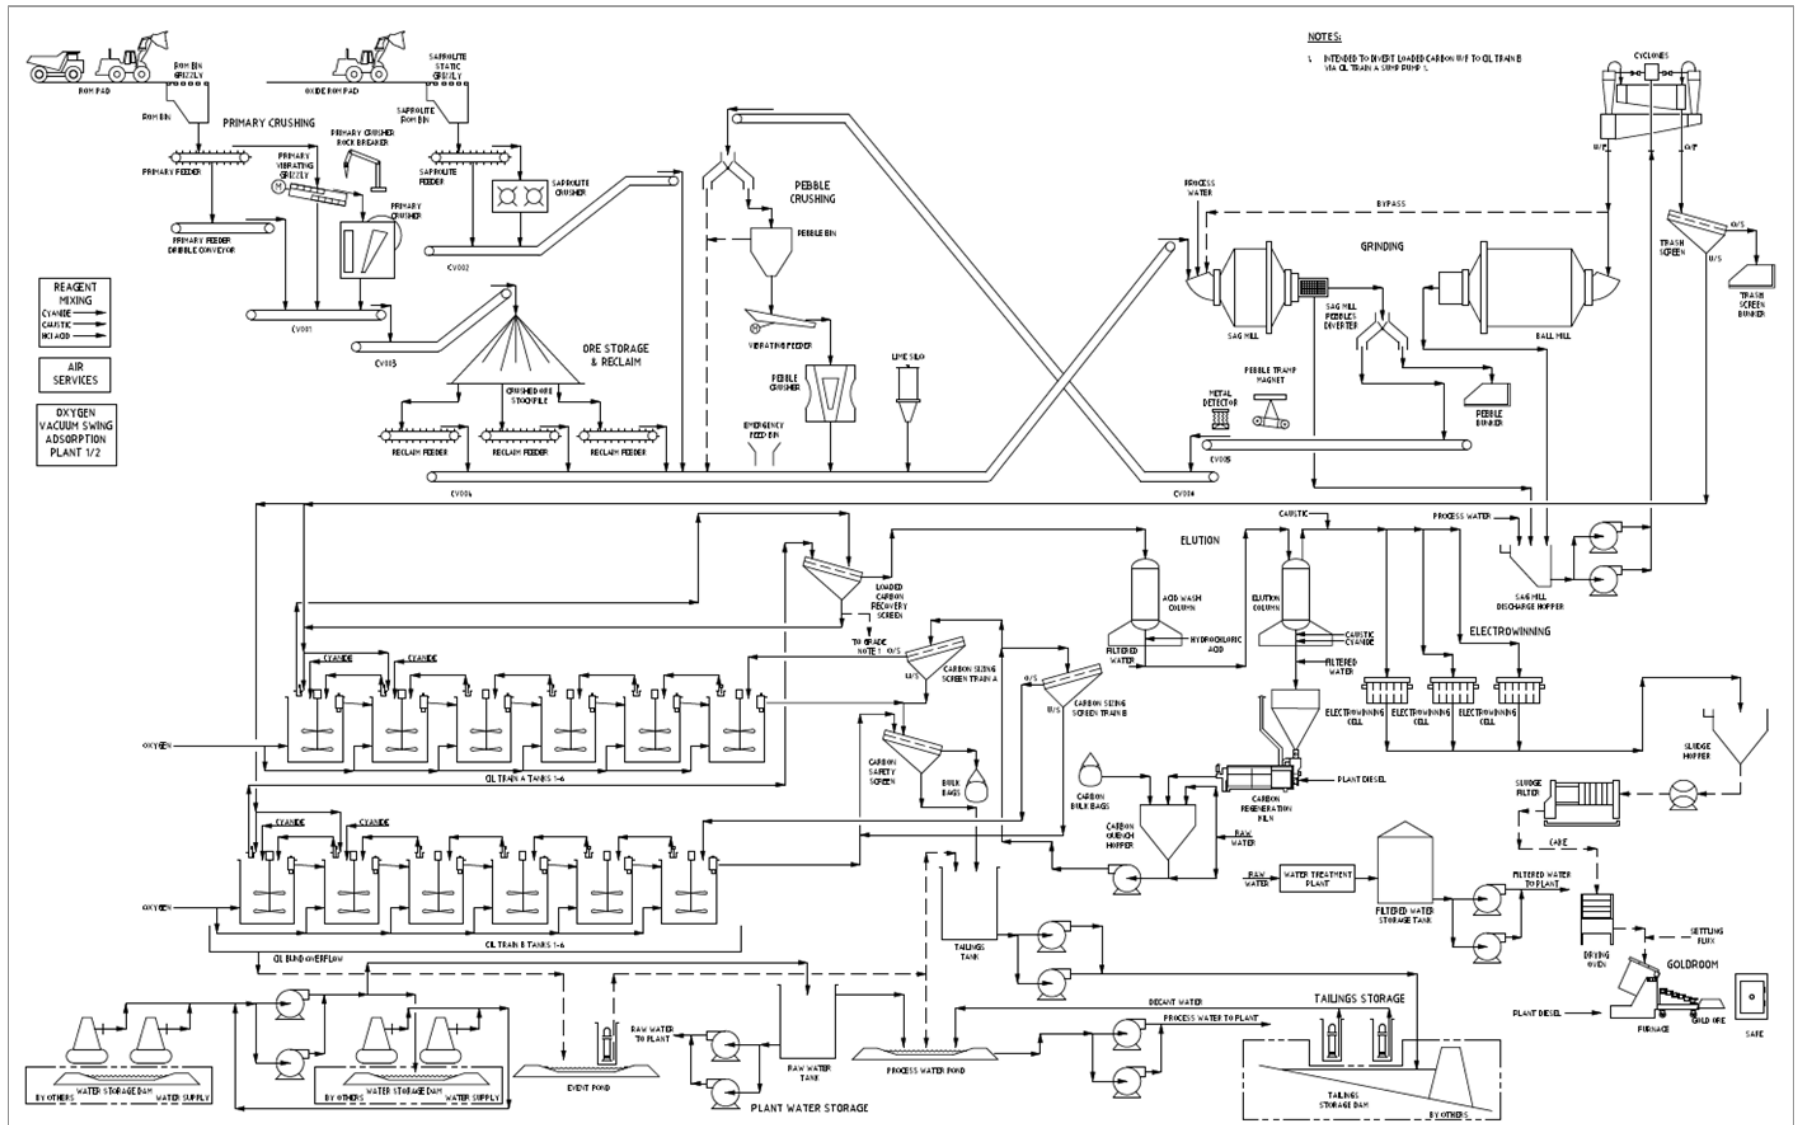 NOTES:
1. INTENDED TO DIVERT LOADED CARBON U/F TO CIL TRAIN B
VIA CIL TRAIN A SUMP PUMP 1.
CYCLONES
U/F
O/F
ROM BIN
GRIZZLY
ROM PAD
ROM BIN
OXIDE ROM PAD
SAPROLITE
STATIC
GRIZZLY
SAPROLITE
ROM BIN
PRIMARY CRUSHING
PRIMARY CRUSHER
ROCK BREAKER
PRIMARY
VIBRATING
GRIZZLY
M
PRIMARY FEEDER
PRIMARY
CRUSHER
PRIMARY FEEDER
DRIBBLE CONVEYOR
SAPROLITE
FEEDER
SAPROLITE
CRUSHER
CV002
CV001
CV003
REAGENT
MIXING
CYANIDE
CAUSTIC
HCl ACID
AIR
SERVICES
OXYGEN
VACUUM SWING
ADSORPTION
PLANT 1/2
ORE STORAGE
& RECLAIM
CRUSHED ORE
STOCKPILE
RECLAIM FEEDER
RECLAIM FEEDER
RECLAIM FEEDER
PEBBLE
CRUSHING
PEBBLE BIN
M
VIBRATING FEEDER
PEBBLE
CRUSHER
LIME SILO
EMERGENCY
FEED BIN
CV004
PROCESS
WATER
BYPASS
GRINDING
SAG MILL
SAG MILL
PEBBLES
DIVERTER
BALL MILL
TRASH
SCREEN
O/S
U/S
TRASH
SCREEN
BUNKER
PEBBLE TRAMP
MAGNET
METAL
DETECTOR
PEBBLE
BUNKER
CV005
PROCESS WATER
SAG MILL
DISCHARGE HOPPER
LOADED
CARBON
RECOVERY
SCREEN
TO GRADE
NOTE 1
O/S
U/S
CARBON SIZING
SCREEN TRAIN A
O/S
U/S
CARBON SIZING
SCREEN TRAIN B
ELUTION
CAUSTIC
ACID WASH
COLUMN
FILTERED
WATER
HYDROCHLORIC
ACID
ELUTION
COLUMN
CAUSTIC
CYANIDE
FILTERED
WATER
ELECTROWINNING
ELECTROWINNING
CELL
ELECTROWINNING
CELL
ELECTROWINNING
CELL
SLUDGE
HOPPER
SLUDGE
FILTER
CAKE
CYANIDE
CYANIDE
OXYGEN
CIL TRAIN A TANKS 1-6
CARBON
SAFETY
SCREEN
BULK
BAGS
CARBON
BULK BAGS
CARBON
QUENCH
HOPPER
CARBON
REGENERATION
KILN
PLANT DIESEL
RAW
WATER
CYANIDE
CYANIDE
OXYGEN
CIL TRAIN B TANKS 1-6
CIL BUND OVERFLOW
RAW
WATER
WATER TREATMENT
PLANT
FILTERED WATER
STORAGE TANK
FILTERED WATER
TO PLANT
DRYING
OVEN
SETTLING
FLUX
GOLDROOM
PLANT DIESEL
FURNACE
GOLD ORE
SAFE
TAILINGS
TANK
WATER STORAGE DAM
BY OTHERS
WATER SUPPLY
WATER STORAGE DAM
BY OTHERS
WATER SUPPLY
EVENT POND
RAW WATER
TO PLANT
RAW WATER
TANK
PLANT WATER STORAGE
PROCESS WATER POND
DECANT WATER
PROCESS WATER TO PLANT
TAILINGS STORAGE
TAILINGS
STORAGE DAM
BY OTHERS